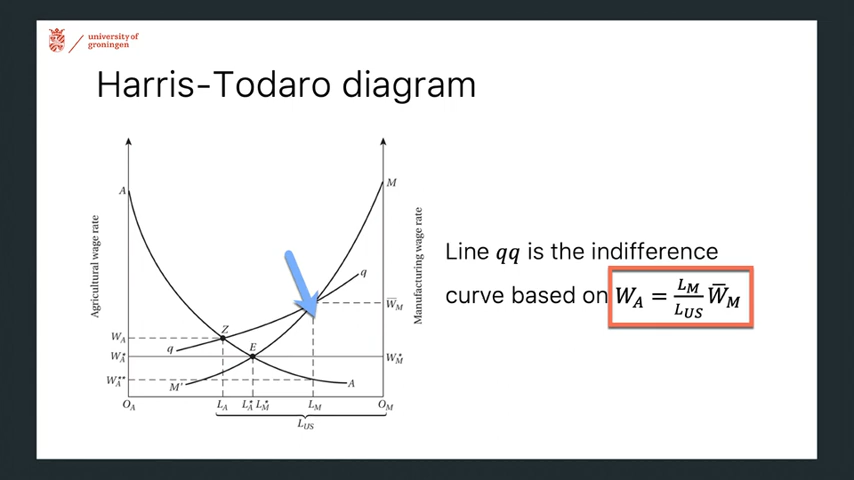 university of
groningen
Harris-Todaro diagram
A
M
Agricultural wage rate
Manufacturing wage rate
q
W̄_M
Z
W_A
q
E
W_A*
W_M*
W_A**
M'
A
O_A
L_A
L_A* L_M*
L_M
O_M
L_US
Line qq is the indifference
curve based on W_A = L_M/L_US W̄_M